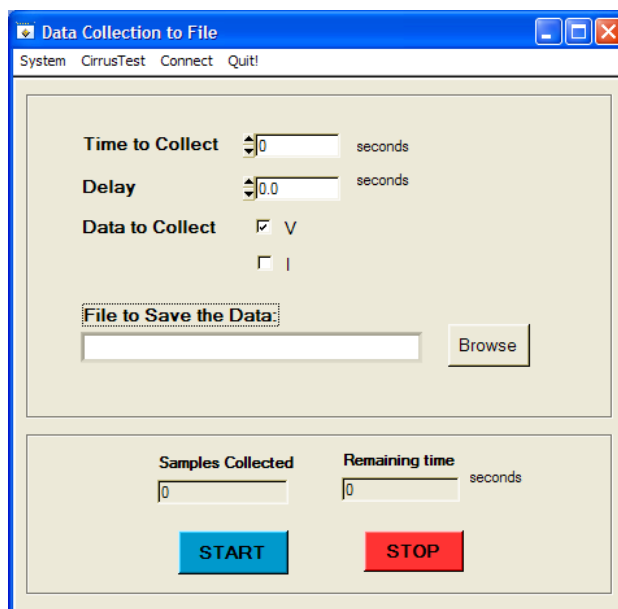 Data Collection to File
System CirrusTest Connect Quit!
Time to Collect 0 seconds
Delay 0.0 seconds
Data to Collect V
I
File to Save the Data:
Browse
Samples Collected Remaining time
0 0 seconds
START STOP